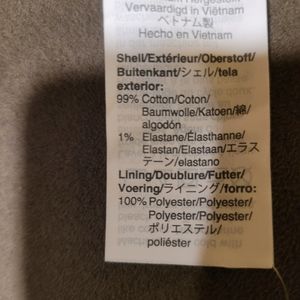 Vervaardigd in Viëtnam
ベトナム製
Hecho en Vietnam
Shell/Extérieur/Oberstoff/
Buitenkant/シェル/tela
exterior:
99% Cotton/Coton/
Baumwolle/Katoen/綿/
algodón
1% Elastane/Élasthanne/
Elastan/Elastaan/エラス
テーン/elastano
Lining/Doublure/Futter/
Voering/ライニング/forro:
100% Polyester/Polyester/
Polyester/Polyester/
ポリエステル/
poliéster